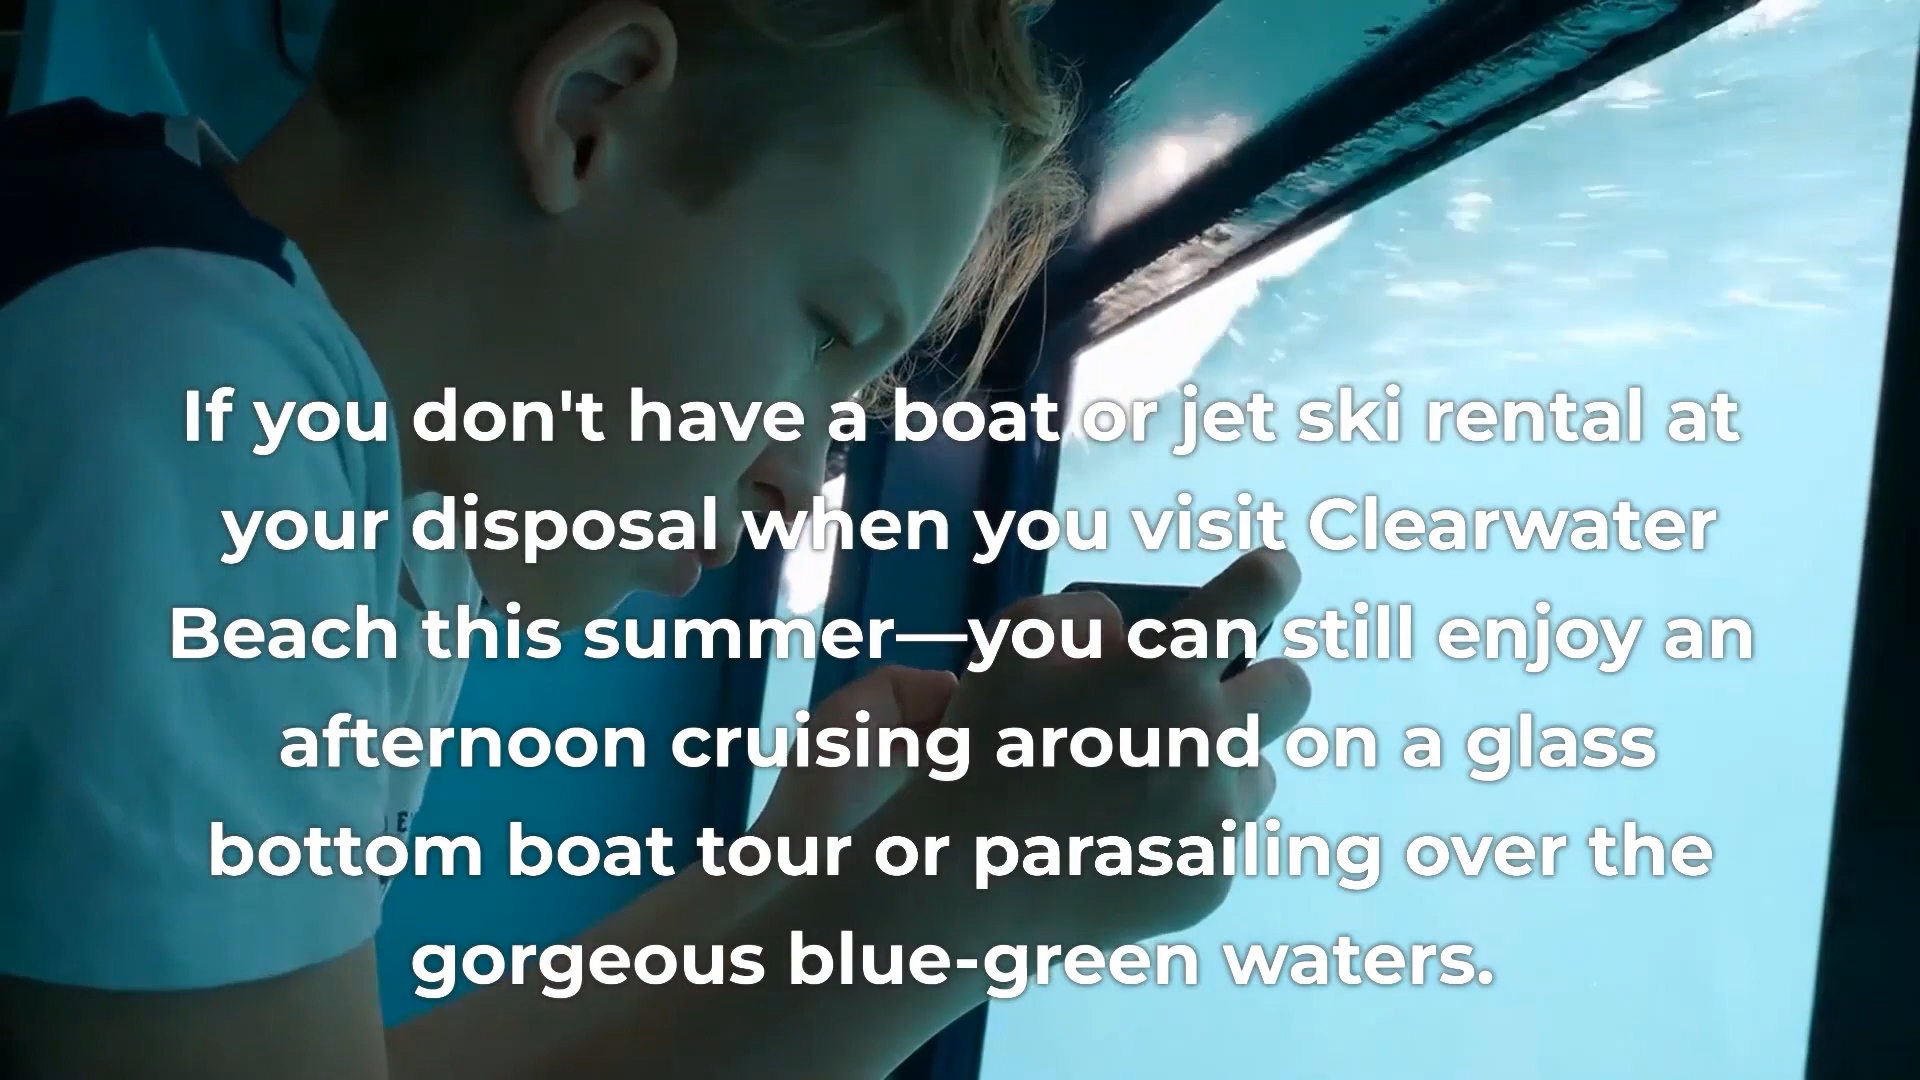 If you don't have a boat or jet ski rental at
your disposal when you visit Clearwater
Beach this summer—you can still enjoy an
afternoon cruising around on a glass
bottom boat tour or parasailing over the
gorgeous blue-green waters.